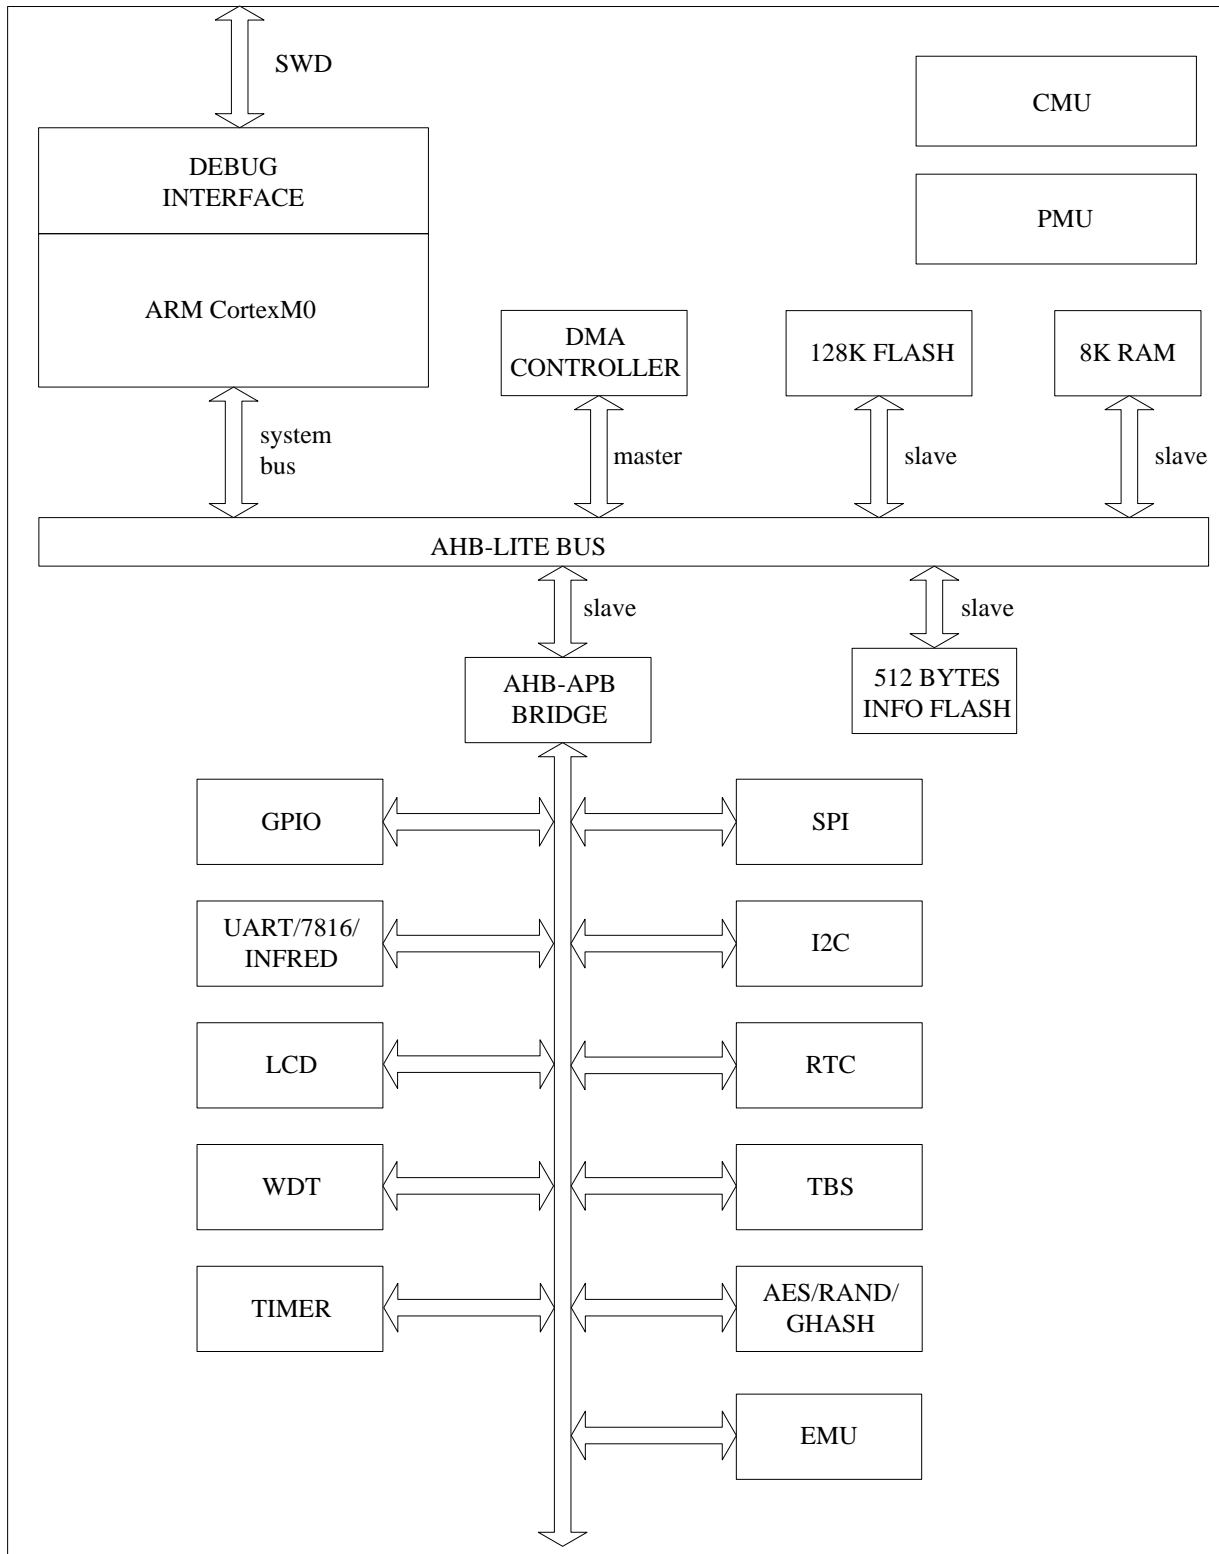 SWD
CMU
DEBUG
INTERFACE
PMU
ARM CortexM0
DMA
CONTROLLER
128K FLASH
8K RAM
system
bus
master
slave
slave
AHB-LITE BUS
slave
slave
AHB-APB
BRIDGE
512 BYTES
INFO FLASH
GPIO
SPI
UART/7816/
INFRED
I2C
LCD
RTC
WDT
TBS
TIMER
AES/RAND/
GHASH
EMU